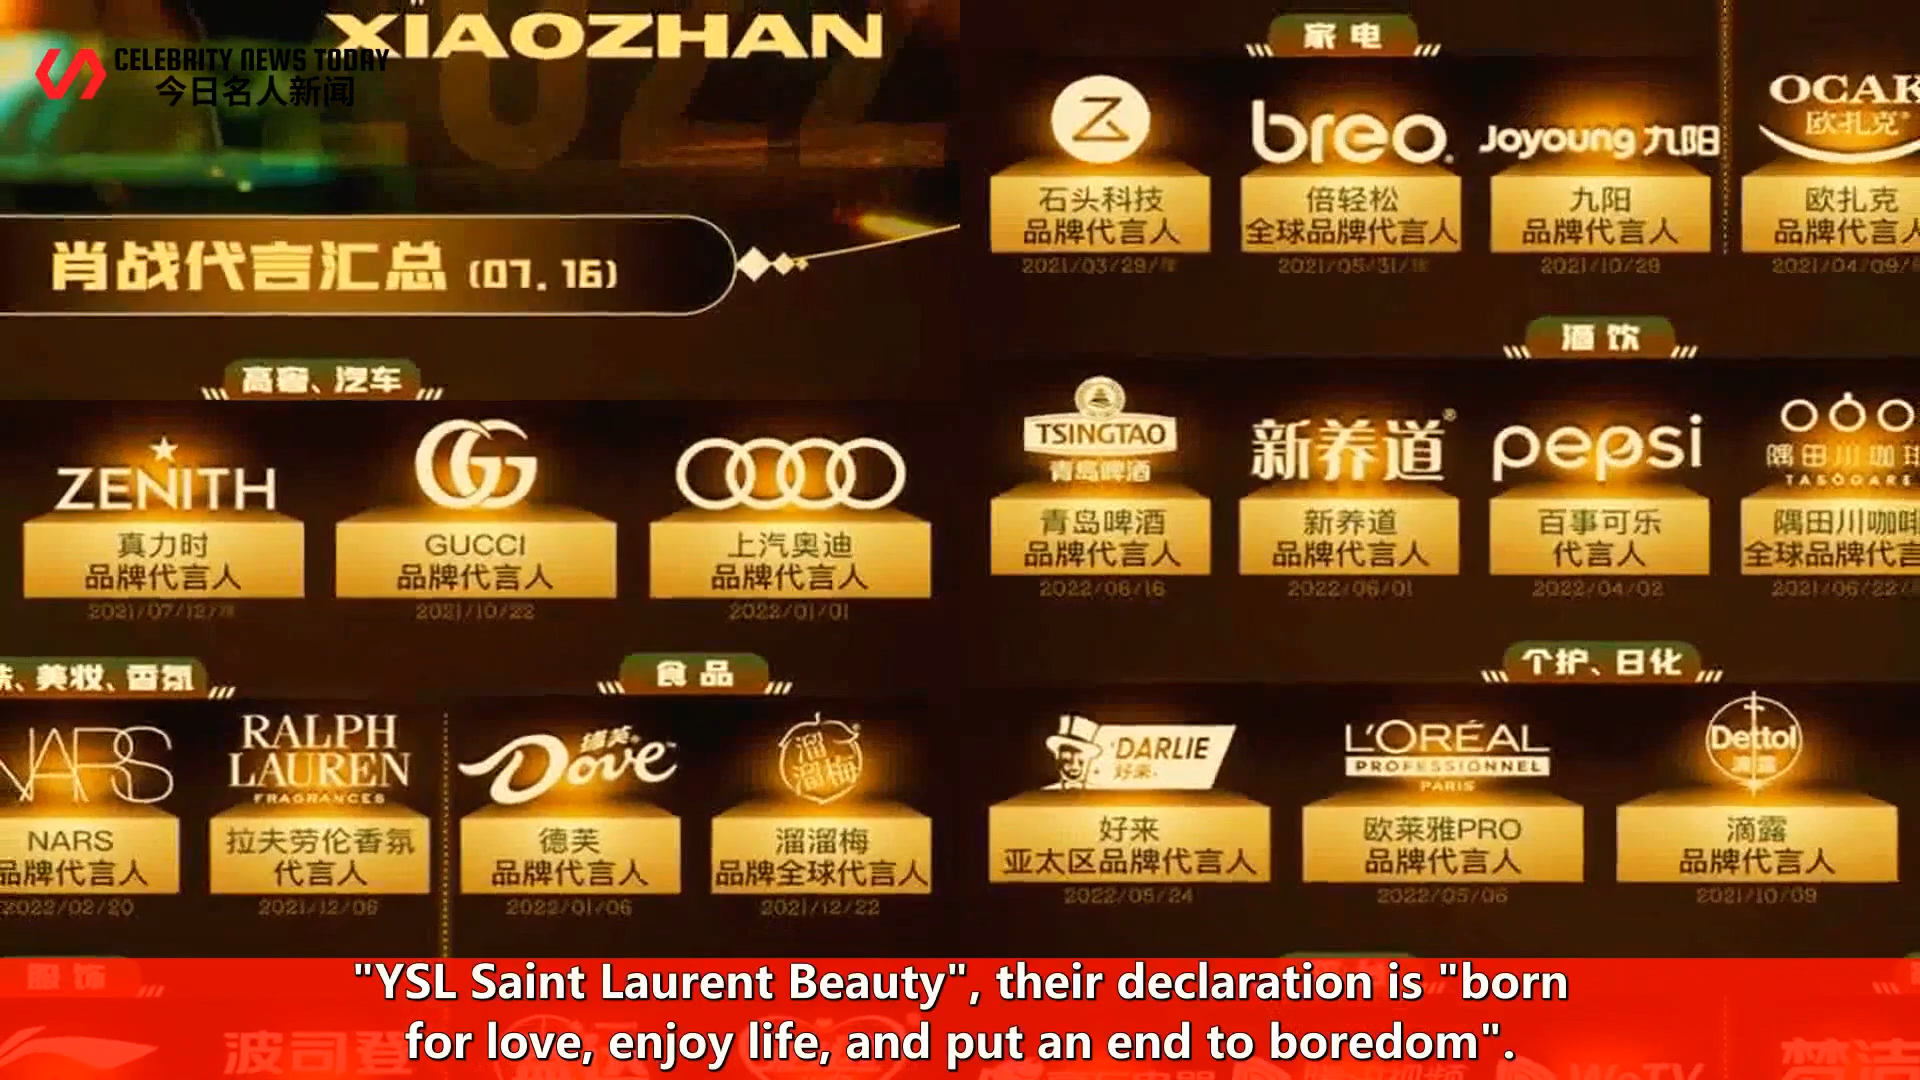 XIAOZHAN
CELEBRITY NEWS TODAY
今日名人新闻
肖战代言汇总 (07.16)
高奢、汽车
ZENITH
真力时
品牌代言人
2021/07/12/
GG
GUCCI
品牌代言人
2021/10/22
上汽奥迪
品牌代言人
2022/01/01
、美妆、香氛
NARS
NARS
品牌代言人
2022/02/20
RALPH
LAUREN
FRAGRANCES
拉夫劳伦香氛
代言人
2021/12/06
食品
德芙
Dove
德芙
品牌代言人
2022/01/06
溜
溜梅
溜溜梅
品牌全球代言人
2021/12/22
家电
石头科技
品牌代言人
2021/03/29/
breo
倍轻松
全球品牌代言人
2021/05/31/
Joyoung 九阳
九阳
品牌代言人
2021/10/28
OCAK
欧扎克
欧扎克
品牌代言人
2021/04/09/
酒饮
TSINGTAO
青岛啤酒
青岛啤酒
品牌代言人
2022/06/16
新养道
新养道
品牌代言人
2022/06/01
pepsi
百事可乐
代言人
2022/04/02
隅田川咖
TASOGARE
隅田川咖啡
全球品牌代言
2021/06/22/
个护、日化
DARLIE
好来
好来
亚太区品牌代言人
2022/05/24
L'ORÉAL
PROFESSIONNEL
PARIS
欧莱雅PRO
品牌代言人
2022/05/06
Dettol
滴露
滴露
品牌代言人
2021/10/09
服饰
波司登
WeTV
"YSL Saint Laurent Beauty", their declaration is "born
for love, enjoy life, and put an end to boredom".